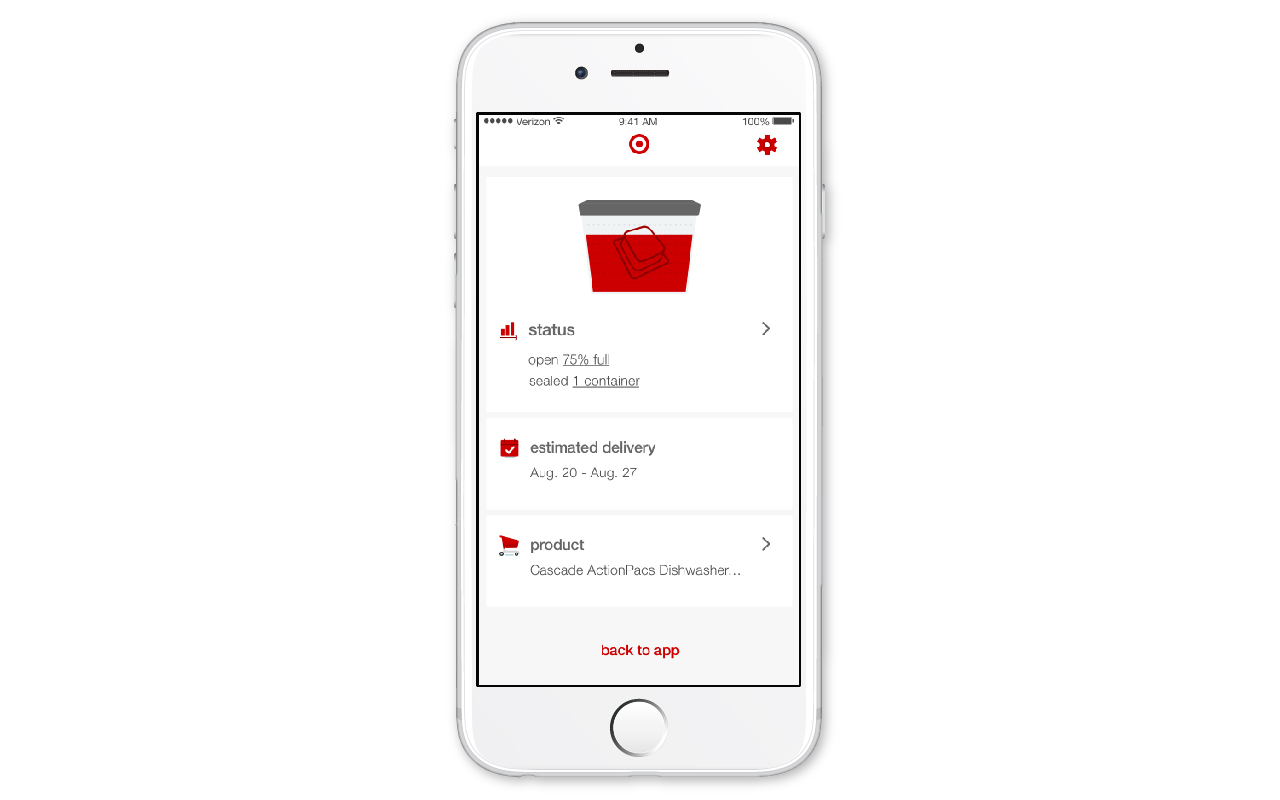 Verizon 9:41 AM 100%
status
open 75% full
sealed 1 container
estimated delivery
Aug. 20 - Aug. 27
product
Cascade ActionPacs Dishwasher...
back to app